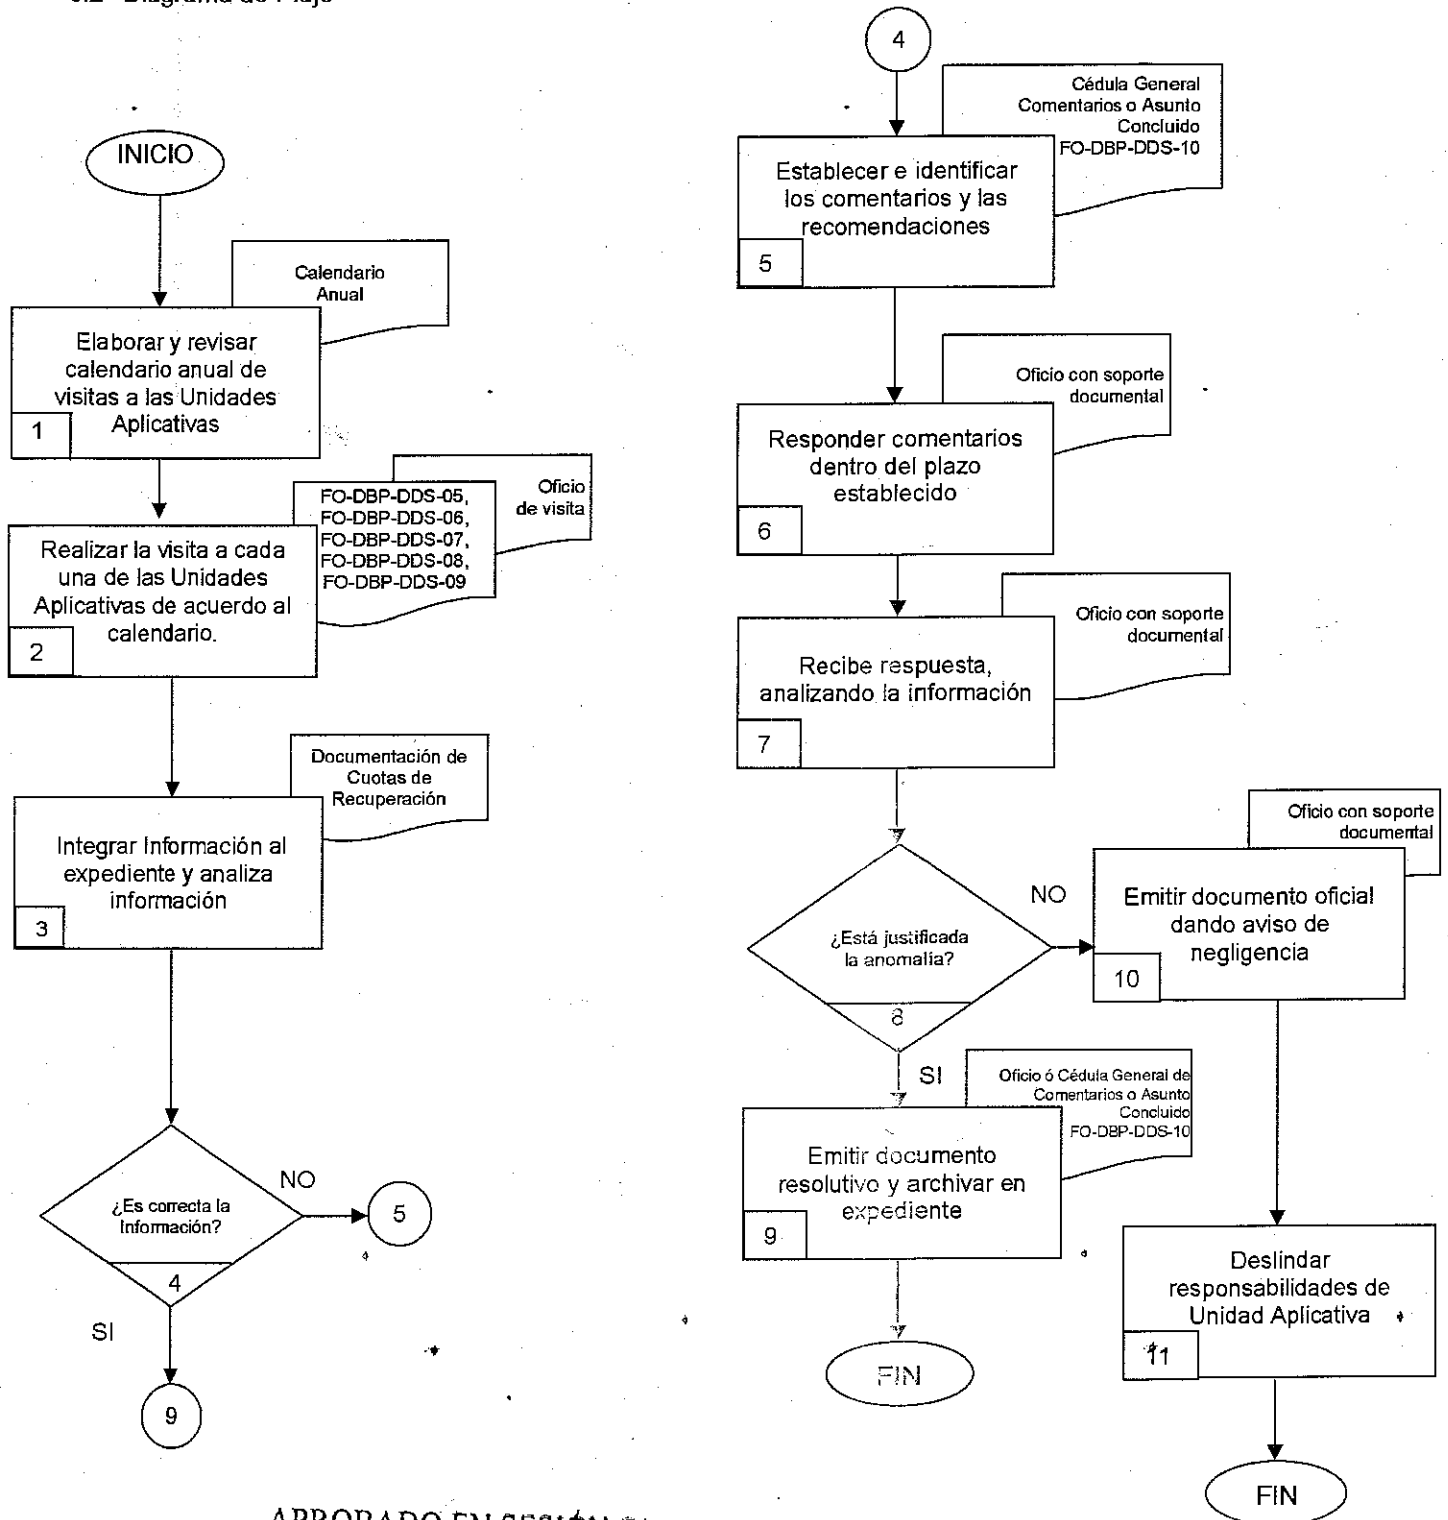 INICIO
Calendario
Anual
Elaborar y revisar
calendario anual de
visitas a las Unidades
Aplicativas
1
Oficio
de visita
FO-DBP-DDS-05,
FO-DBP-DDS-06,
FO-DBP-DDS-07,
FO-DBP-DDS-08,
FO-DBP-DDS-09
Realizar la visita a cada
una de las Unidades
Aplicativas de acuerdo al
calendario.
2
Documentación de
Cuotas de
Recuperación
Integrar Información al
expediente y analiza
información
3
¿Es correcta la
Información?
4
NO
5
SI
9
4
Cédula General
Comentarios o Asunto
Concluido
FO-DBP-DDS-10
Establecer e identificar
los comentarios y las
recomendaciones
5
Oficio con soporte
documental
Responder comentarios
dentro del plazo
establecido
6
Oficio con soporte
documental
Recibe respuesta,
analizando la información
7
¿Está justificada
la anomalía?
8
NO
Oficio con soporte
documental
Emitir documento oficial
dando aviso de
negligencia
10
SI
Oficio ó Cédula General de
Comentarios o Asunto
Concluido
FO-DBP-DDS-10
Emitir documento
resolutivo y archivar en
expediente
9
FIN
Deslindar
responsabilidades de
Unidad Aplicativa
11
FIN
APROBADO EN